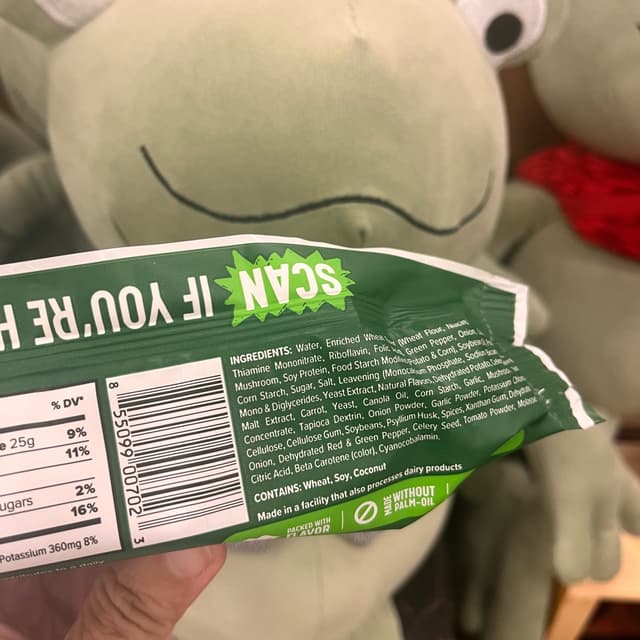 SCAN IF YOU'RE H
% DV*
e 25g 9%
11%
2%
ugars 16%
Potassium 360mg 8%
8 55099 00702 3
INGREDIENTS: Water, Enriched Whea (Wheat Flour, Niacin,
Thiamine Mononitrate, Riboflavin, Folic Green Pepper, Onion
Mushroom, Soy Protein, Food Starch Modi Potato & Corn), Soybean
Corn Starch, Sugar, Salt, Leavening (Monocal Phosphate, Sodium
Mono & Diglycerides, Yeast Extract, Natural Flavors, Dehydrated Potato,
Malt Extract, Carrot, Yeast, Canola Oil, Corn Starch, Garlic,
Concentrate, Tapioca Dextrin, Onion Powder, Garlic Powder, Potassium
Cellulose, Cellulose Gum, Soybeans, Psyllium Husk, Spices, Xanthan Gum,
Onion, Dehydrated Red & Green Pepper, Celery Seed, Tomato Powder,
Citric Acid, Beta Carotene (color), Cyanocobalamin.
CONTAINS: Wheat, Soy, Coconut
Made in a facility that also processes dairy products
PACKED WITH
FLAVOR
MADE WITHOUT
PALM-OIL